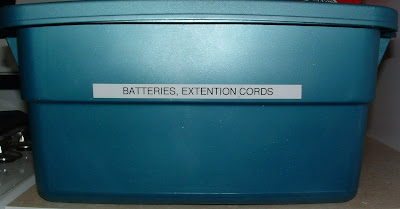 BATTERIES, EXTENTION CORDS